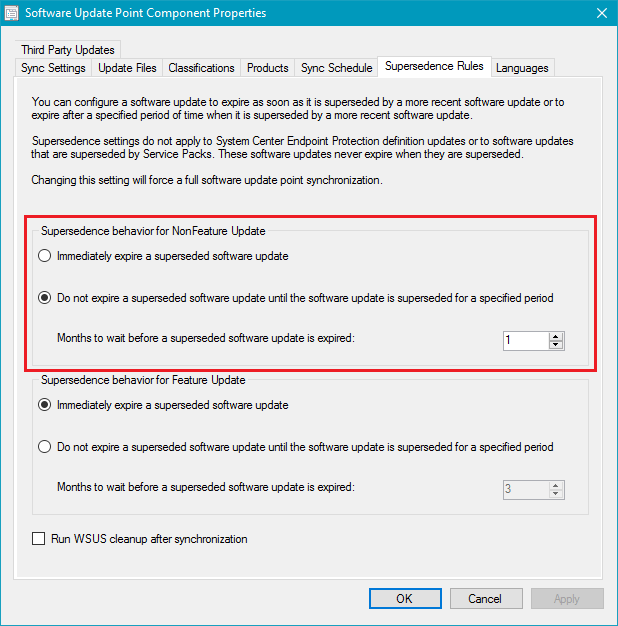 Software Update Point Component Properties
Third Party Updates
Sync Settings
Update Files
Classifications
Products
Sync Schedule
Supersedence Rules
Languages
You can configure a software update to expire as soon as it is superseded by a more recent software update or to
expire after a specified period of time when it is superseded by a more recent software update.
Supersedence settings do not apply to System Center Endpoint Protection definition updates or to software updates
that are superseded by Service Packs. These software updates never expire when they are superseded.
Changing this setting will force a full software update point synchronization.
Supersedence behavior for NonFeature Update
Immediately expire a superseded software update
Do not expire a superseded software update until the software update is superseded for a specified period
Months to wait before a superseded software update is expired:
1
Supersedence behavior for Feature Update
Immediately expire a superseded software update
Do not expire a superseded software update until the software update is superseded for a specified period
Months to wait before a superseded software update is expired:
3
Run WSUS cleanup after synchronization
OK
Cancel
Apply